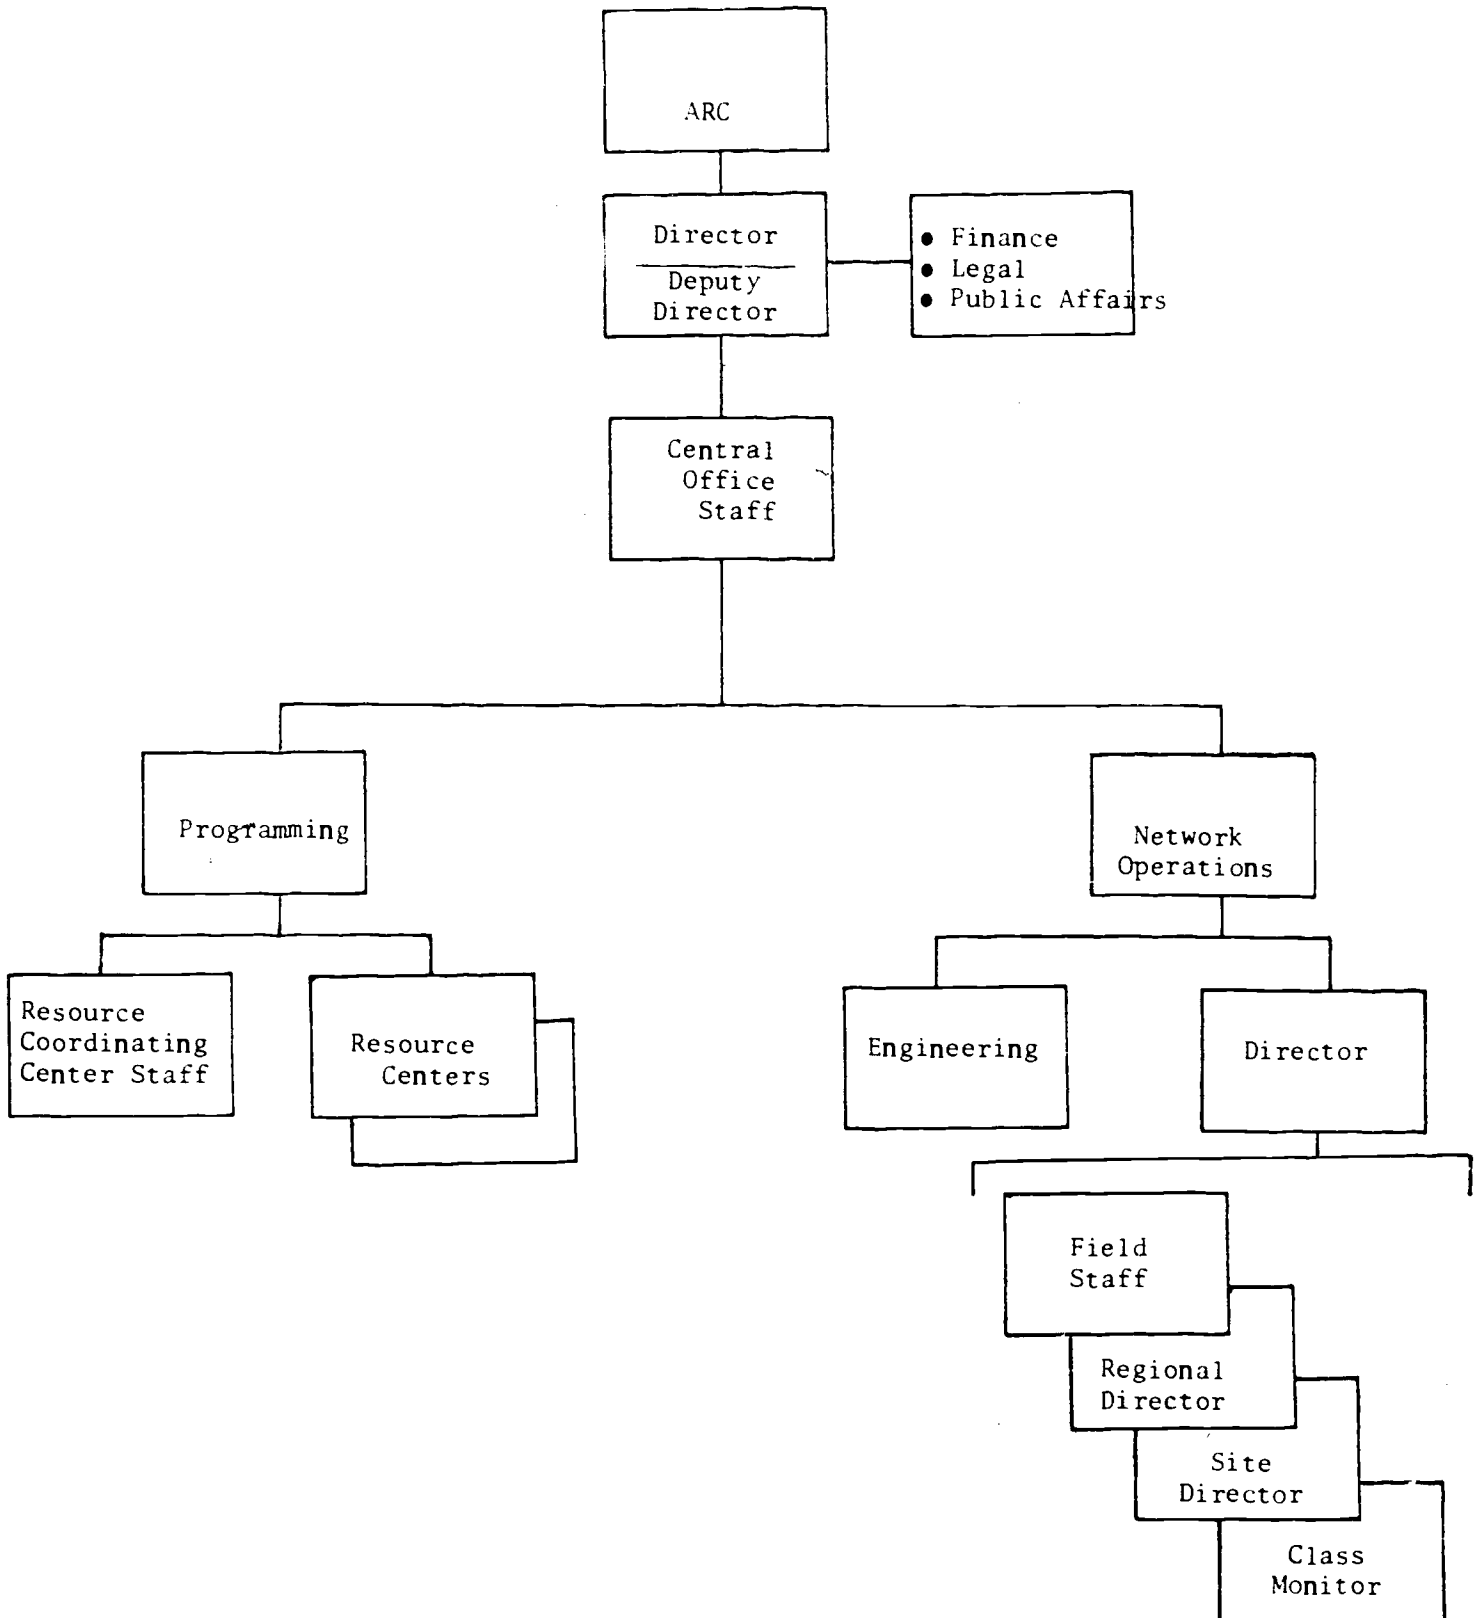 ARC
Director
Deputy
Director
● Finance
● Legal
● Public Affairs
Central
Office
Staff
Programming
Network
Operations
Resource
Coordinating
Center Staff
Resource
Centers
Engineering
Director
Field
Staff
Regional
Director
Site
Director
Class
Monitor